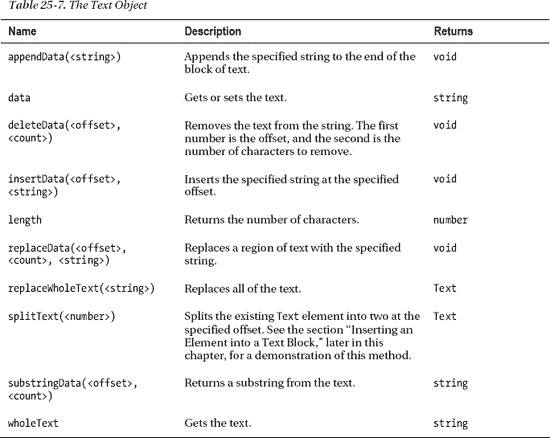 Table 25-7. The Text Object
Name Description Returns
appendData(<string>) Appends the specified string to the end of the void
block of text.
data Gets or sets the text. string
deleteData(<offset>, Removes the text from the string. The first void
<count>) number is the offset, and the second is the
number of characters to remove.
insertData(<offset>, Inserts the specified string at the specified void
<string>) offset.
length Returns the number of characters. number
replaceData(<offset>, Replaces a region of text with the specified void
<count>, <string>) string.
replaceWholeText(<string>) Replaces all of the text. Text
splitText(<number>) Splits the existing Text element into two at the Text
specified offset. See the section “Inserting an
Element into a Text Block,” later in this
chapter, for a demonstration of this method.
substringData(<offset>, Returns a substring from the text. string
<count>)
wholeText Gets the text. string